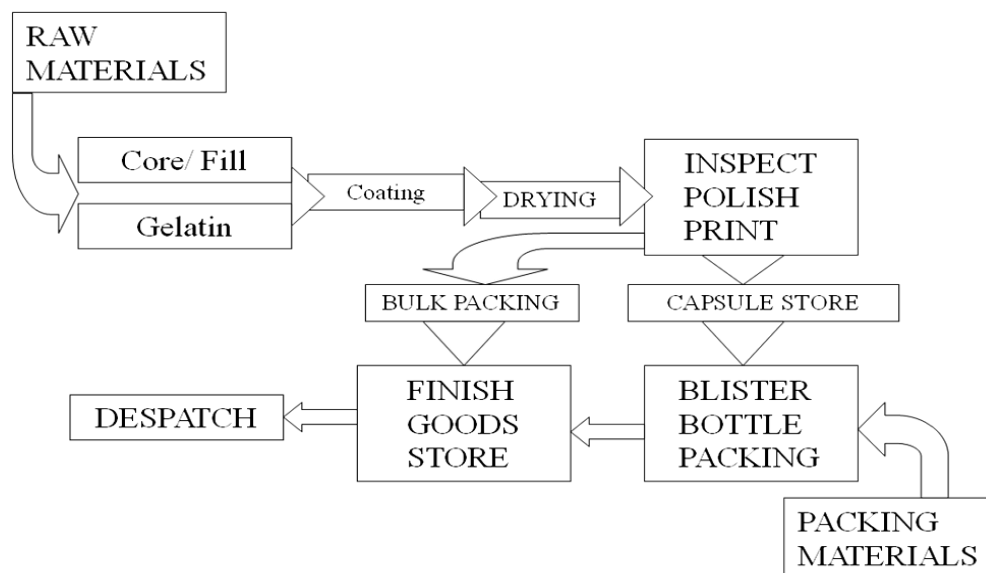 RAW
MATERIALS
Core/ Fill
Gelatin
Coating
DRYING
INSPECT
POLISH
PRINT
BULK PACKING
CAPSULE STORE
DESPATCH
FINISH
GOODS
STORE
BLISTER
BOTTLE
PACKING
PACKING
MATERIALS